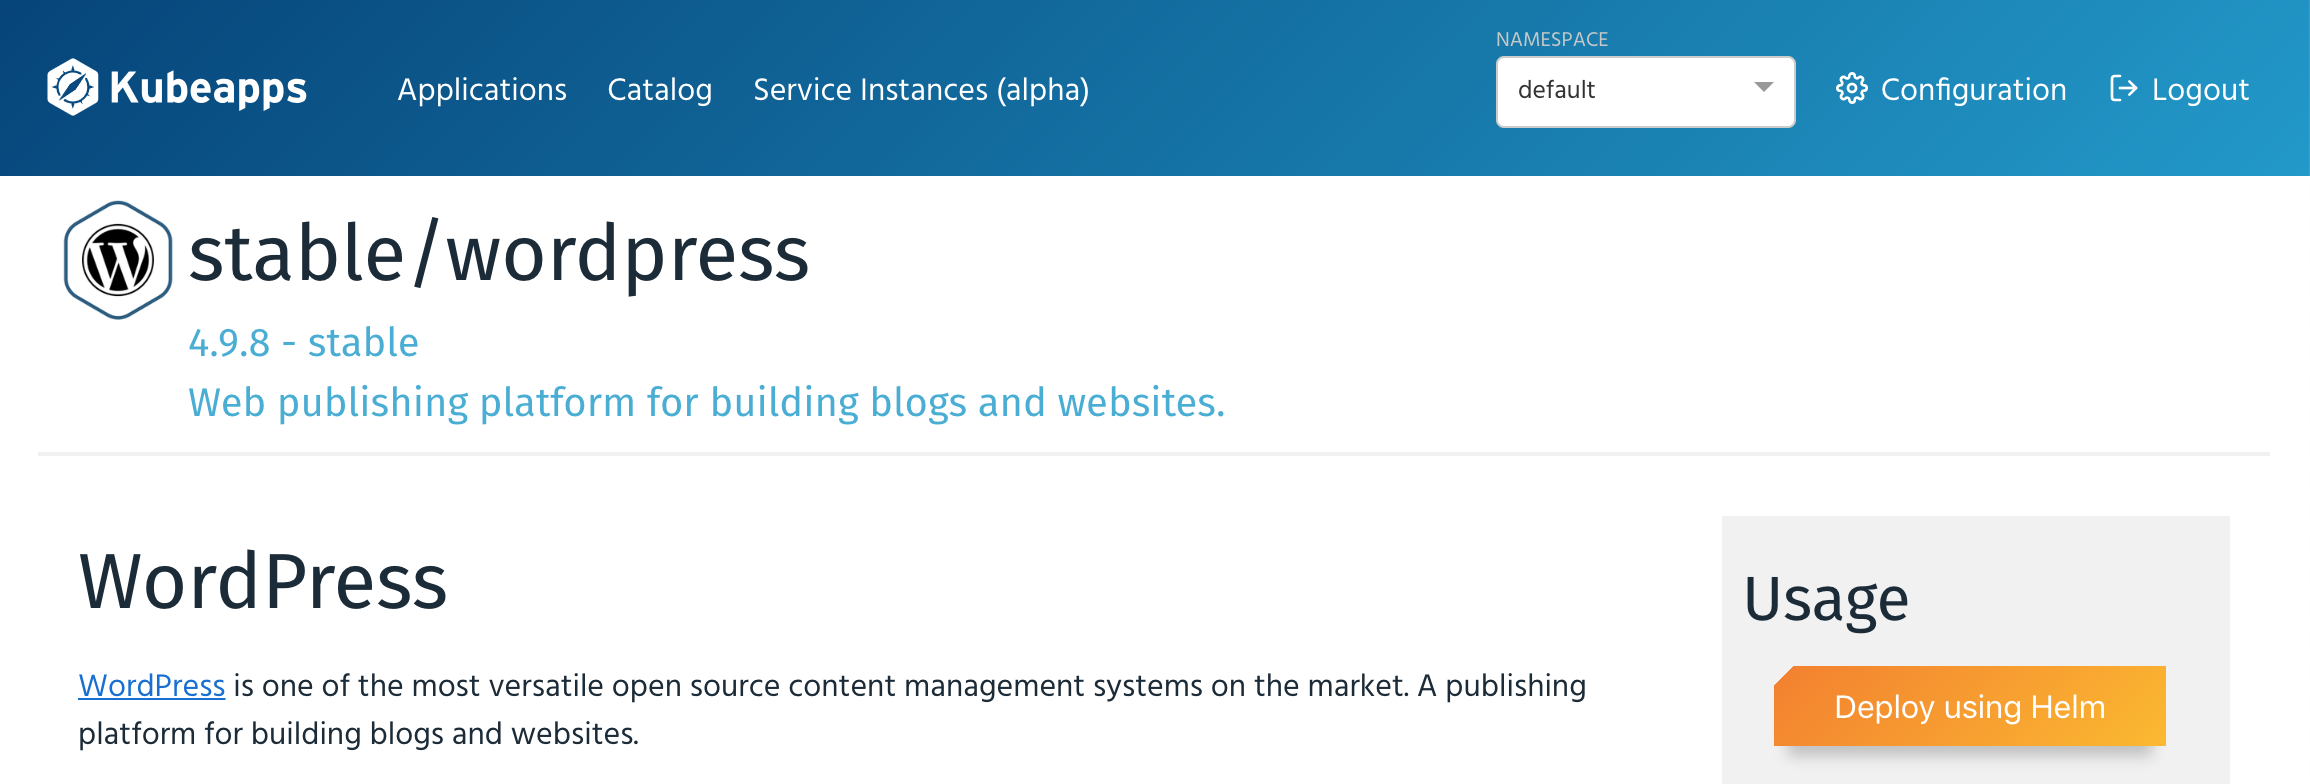 NAMESPACE
Kubeapps Applications Catalog Service Instances (alpha) default Configuration Logout
stable/wordpress
4.9.8 - stable
Web publishing platform for building blogs and websites.
WordPress
WordPress is one of the most versatile open source content management systems on the market. A publishing
platform for building blogs and websites.
Usage
Deploy using Helm